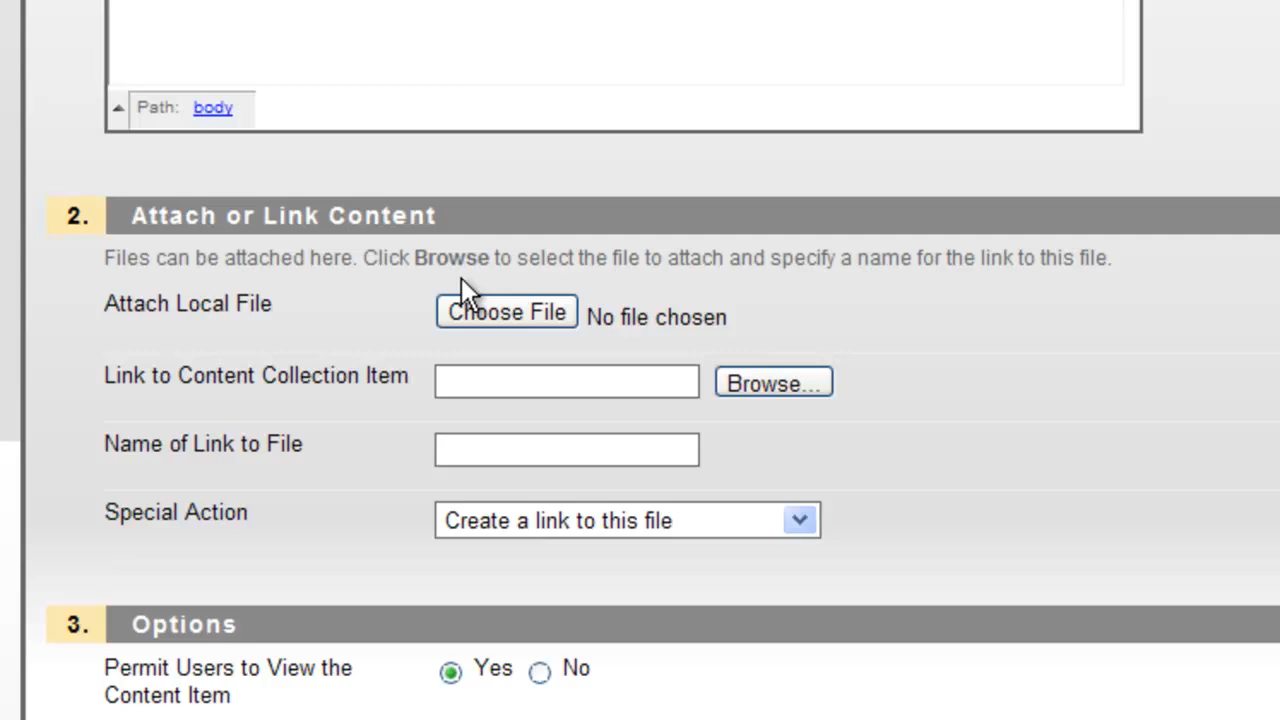 Path: body
2. Attach or Link Content
Files can be attached here. Click Browse to select the file to attach and specify a name for the link to this file.
Attach Local File Choose File No file chosen
Link to Content Collection Item Browse...
Name of Link to File
Special Action Create a link to this file
3. Options
Permit Users to View the Yes No
Content Item